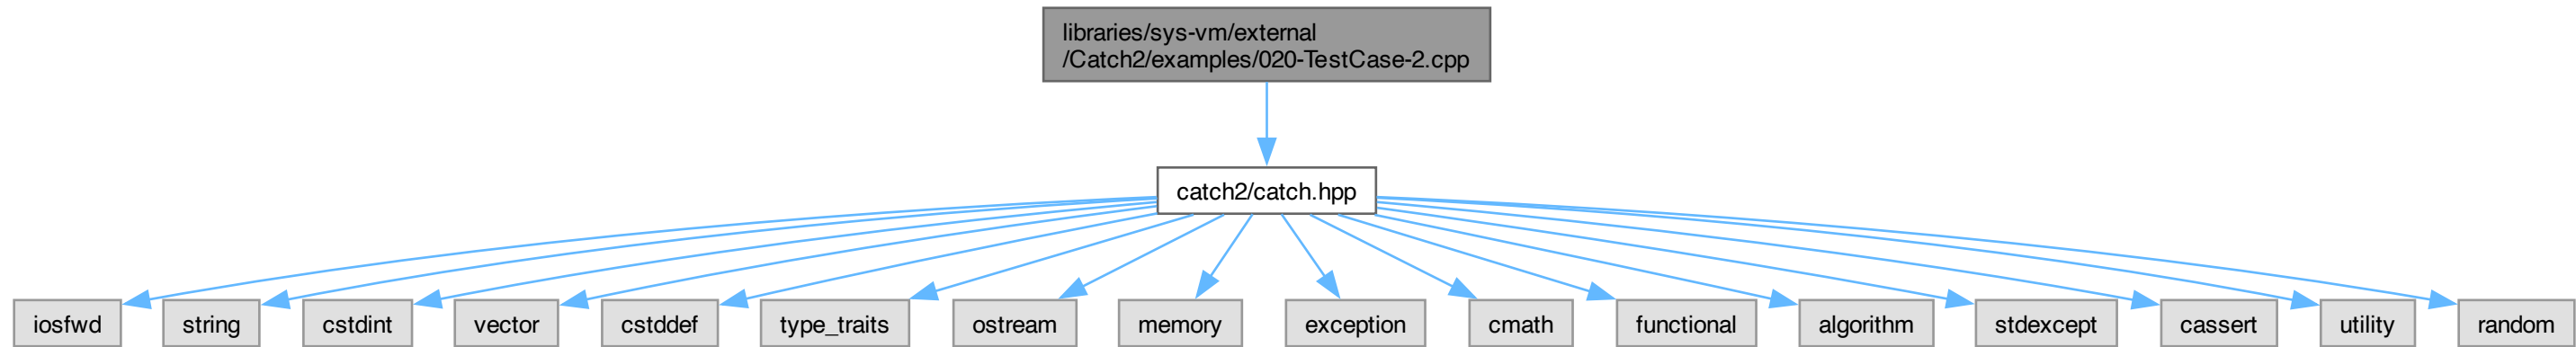 libraries/sys-vm/external
/Catch2/examples/020-TestCase-2.cpp
catch2/catch.hpp
iosfwd
string
cstdint
vector
cstddef
type_traits
ostream
memory
exception
cmath
functional
algorithm
stdexcept
cassert
utility
random